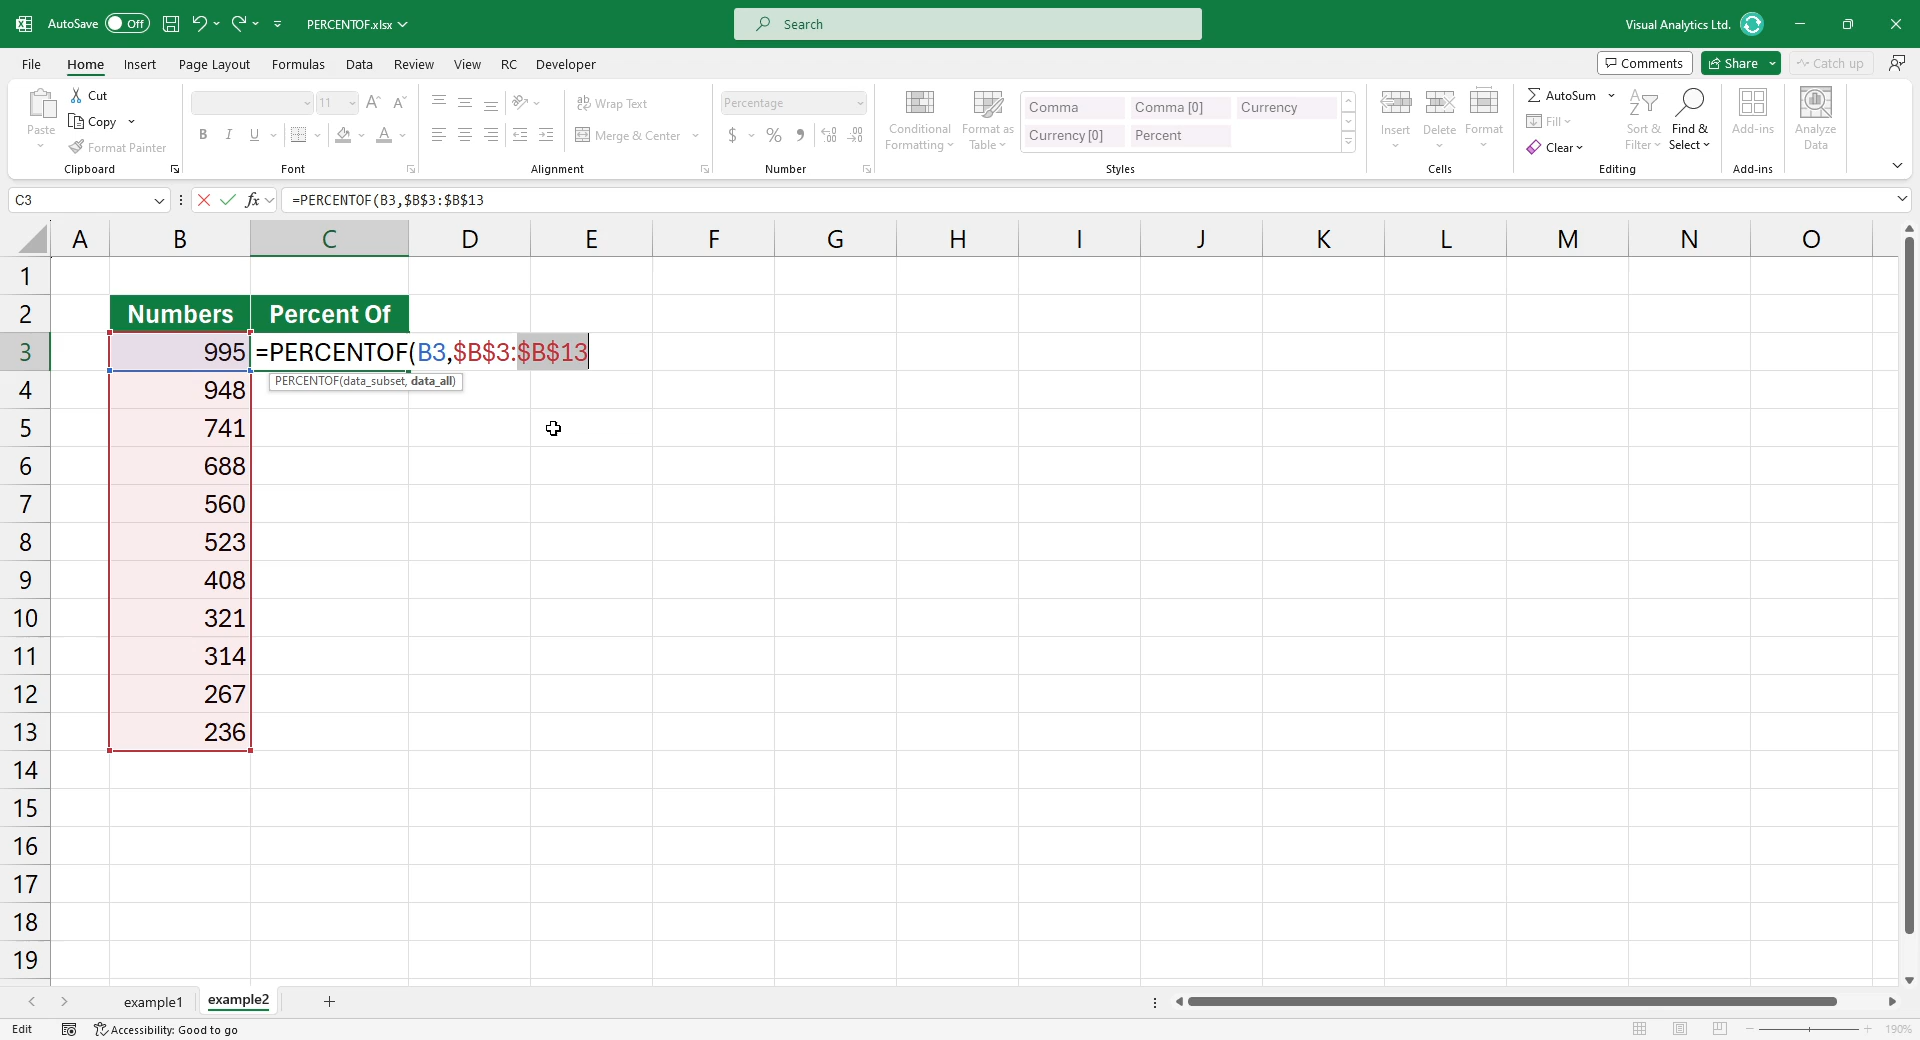 AutoSave Off PERCENTOF.xlsx Search Visual Analytics Ltd.
File Home Insert Page Layout Formulas Data Review View RC Developer Comments Share Catch up
Paste Cut Copy Format Painter Clipboard
11 B I U Font
Wrap Text Merge & Center Alignment
Percentage $ % Number
Conditional Formatting Format as Table Comma Comma [0] Currency Currency [0] Percent Styles
Insert Delete Format Cells
AutoSum Fill Clear Sort & Filter Find & Select Editing
Add-ins Add-ins
Analyze Data
C3 fx =PERCENTOF(B3,$B$3:$B$13
A B C D E F G H I J K L M N O
1
2 Numbers Percent Of
3 995 =PERCENTOF(B3,$B$3:$B$13
PERCENTOF(data_subset, data_all)
4 948
5 741
6 688
7 560
8 523
9 408
10 321
11 314
12 267
13 236
14
15
16
17
18
19
example1 example2
Edit Accessibility: Good to go 190%